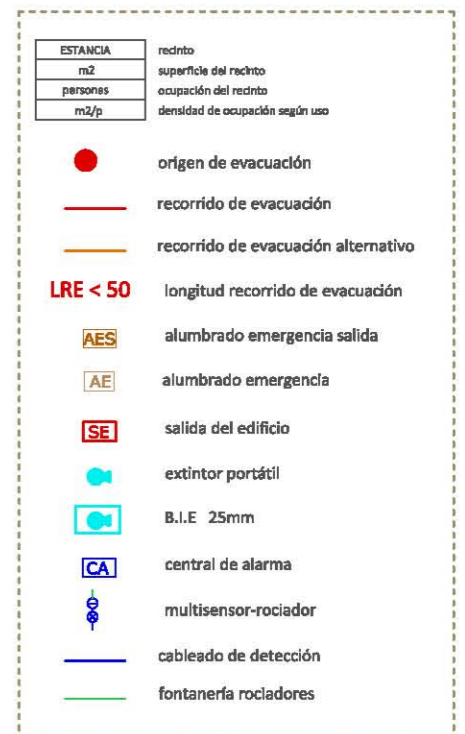 ESTANCIA recinto
m2 superficie del recinto
personas ocupación del recinto
m2/p densidad de ocupación según uso
origen de evacuación
recorrido de evacuación
recorrido de evacuación alternativo
LRE < 50 longitud recorrido de evacuación
AES alumbrado emergencia salida
AE alumbrado emergencia
SE salida del edificio
extintor portátil
B.I.E 25mm
CA central de alarma
multisensor-rociador
cableado de detección
fontanería rociadores